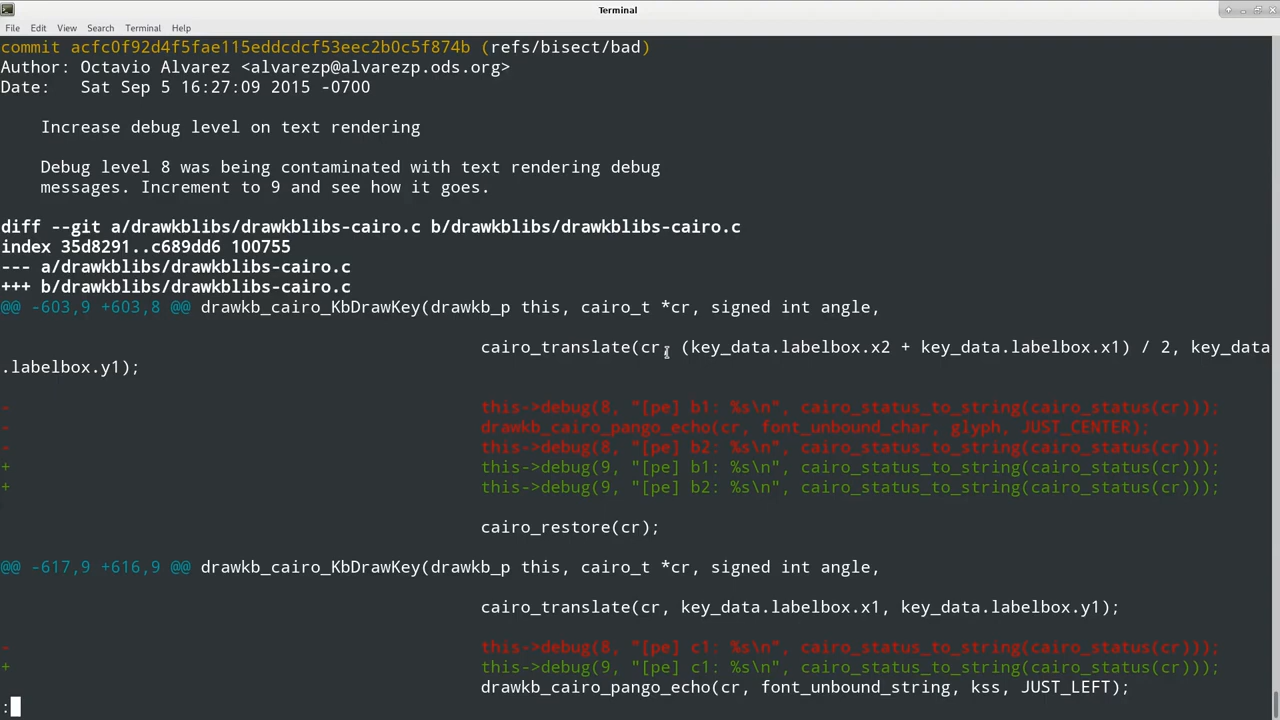 Terminal
File Edit View Search Terminal Help
commit acfc0f92d4f5fae115eddcdcf53eec2b0c5f874b (refs/bisect/bad)
Author: Octavio Alvarez <alvarezp@alvarezp.ods.org>
Date:   Sat Sep 5 16:27:09 2015 -0700
Increase debug level on text rendering
Debug level 8 was being contaminated with text rendering debug
messages. Increment to 9 and see how it goes.
diff --git a/drawkblibs/drawkblibs-cairo.c b/drawkblibs/drawkblibs-cairo.c
index 35d8291..c689dd6 100755
--- a/drawkblibs/drawkblibs-cairo.c
+++ b/drawkblibs/drawkblibs-cairo.c
@@ -603,9 +603,8 @@ drawkb_cairo_KbDrawKey(drawkb_p this, cairo_t *cr, signed int angle,
cairo_translate(cr, (key_data.labelbox.x2 + key_data.labelbox.x1) / 2, key_data
.labelbox.y1);
- this->debug(8, "[pe] b1: %s\n", cairo_status_to_string(cairo_status(cr)));
- drawkb_cairo_pango_echo(cr, font_unbound_char, glyph, JUST_CENTER);
- this->debug(8, "[pe] b2: %s\n", cairo_status_to_string(cairo_status(cr)));
+ this->debug(9, "[pe] b1: %s\n", cairo_status_to_string(cairo_status(cr)));
+ this->debug(9, "[pe] b2: %s\n", cairo_status_to_string(cairo_status(cr)));
cairo_restore(cr);
@@ -617,9 +616,9 @@ drawkb_cairo_KbDrawKey(drawkb_p this, cairo_t *cr, signed int angle,
cairo_translate(cr, key_data.labelbox.x1, key_data.labelbox.y1);
- this->debug(8, "[pe] c1: %s\n", cairo_status_to_string(cairo_status(cr)));
+ this->debug(9, "[pe] c1: %s\n", cairo_status_to_string(cairo_status(cr)));
drawkb_cairo_pango_echo(cr, font_unbound_string, kss, JUST_LEFT);
: